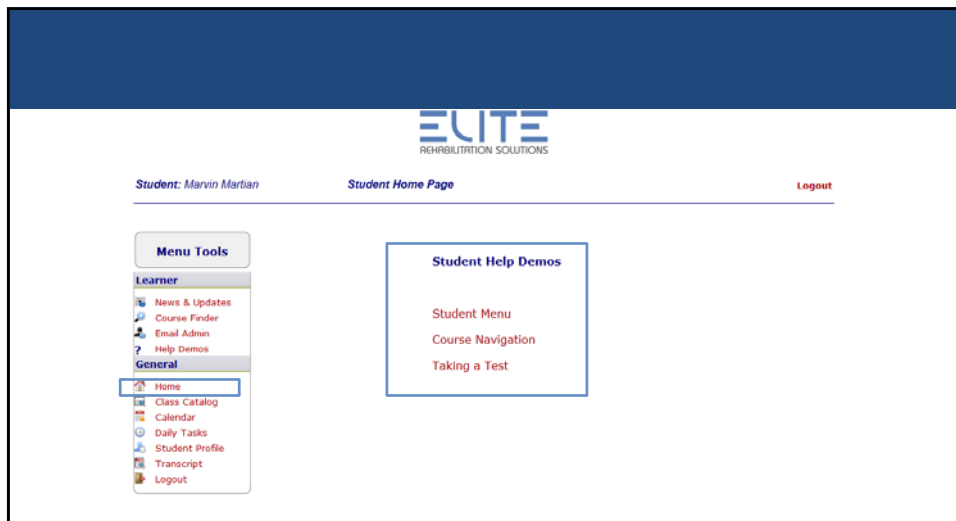 ELITE
REHABILITATION SOLUTIONS
Student: Marvin Martian
Student Home Page
Logout
Menu Tools
Learner
News & Updates
Course Finder
Email Admin
? Help Demos
General
Home
Class Catalog
Calendar
Daily Tasks
Student Profile
Transcript
Logout
Student Help Demos
Student Menu
Course Navigation
Taking a Test